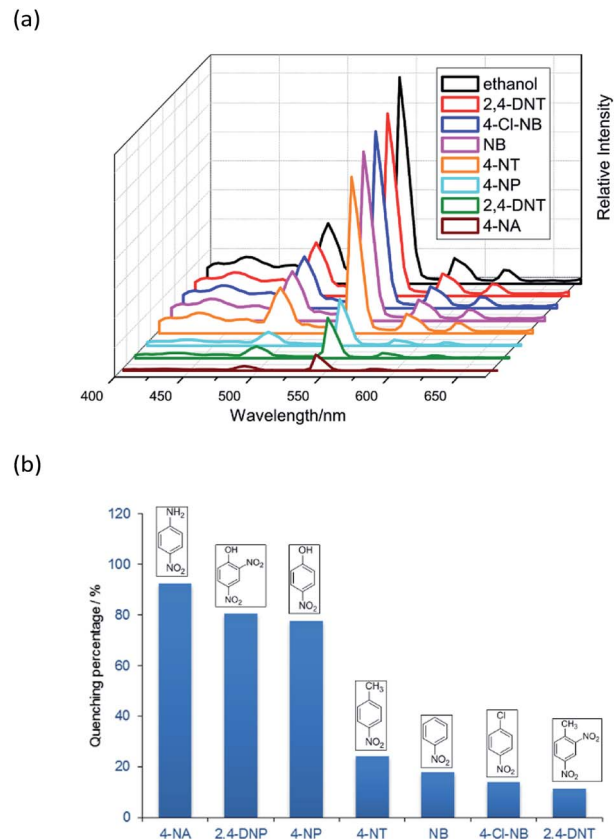 (a)
ethanol
2,4-DNT
4-Cl-NB
NB
4-NT
4-NP
2,4-DNT
4-NA
Relative Intensity
400
450
500
550
600
650
Wavelength/nm
(b)
Quenching percentage / %
120
100
80
60
40
20
0
NH₂
NO₂
OH
NO₂
NO₂
OH
NO₂
CH₃
NO₂
NO₂
Cl
NO₂
CH₃
NO₂
NO₂
4-NA
2.4-DNP
4-NP
4-NT
NB
4-Cl-NB
2.4-DNT